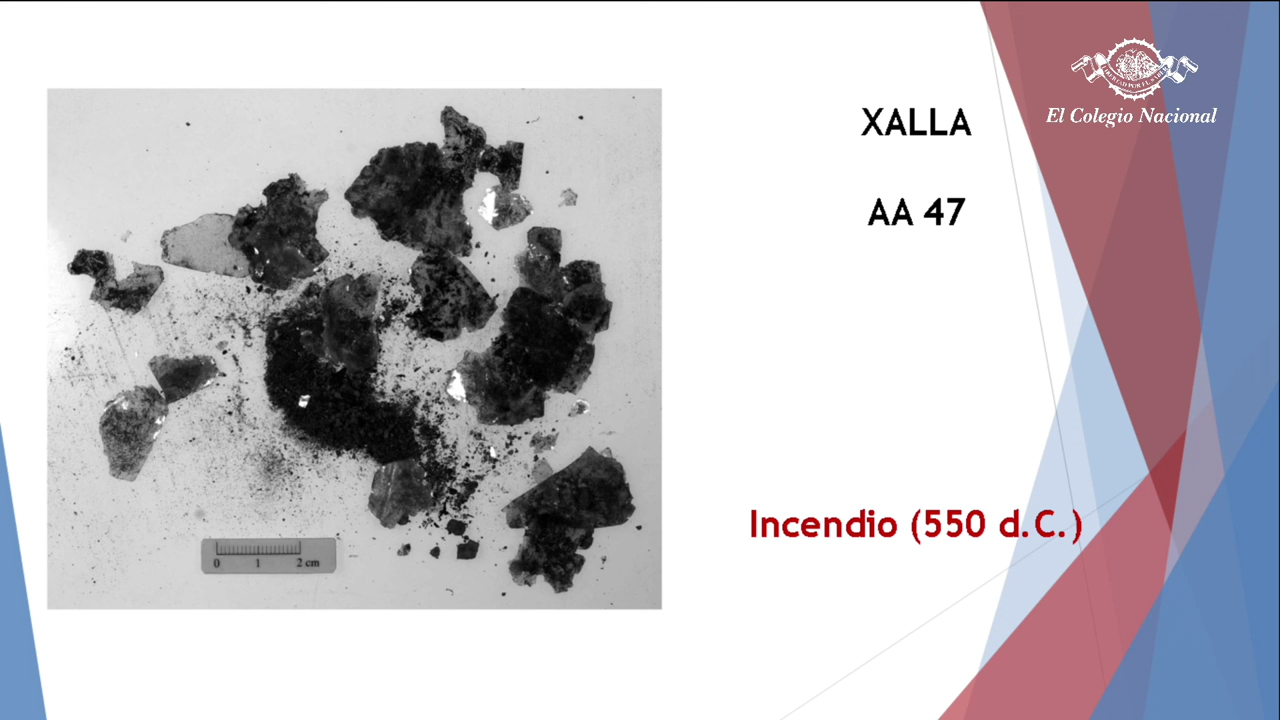 El Colegio Nacional
XALLA
AA 47
Incendio (550 d.C.)
0 1 2 cm